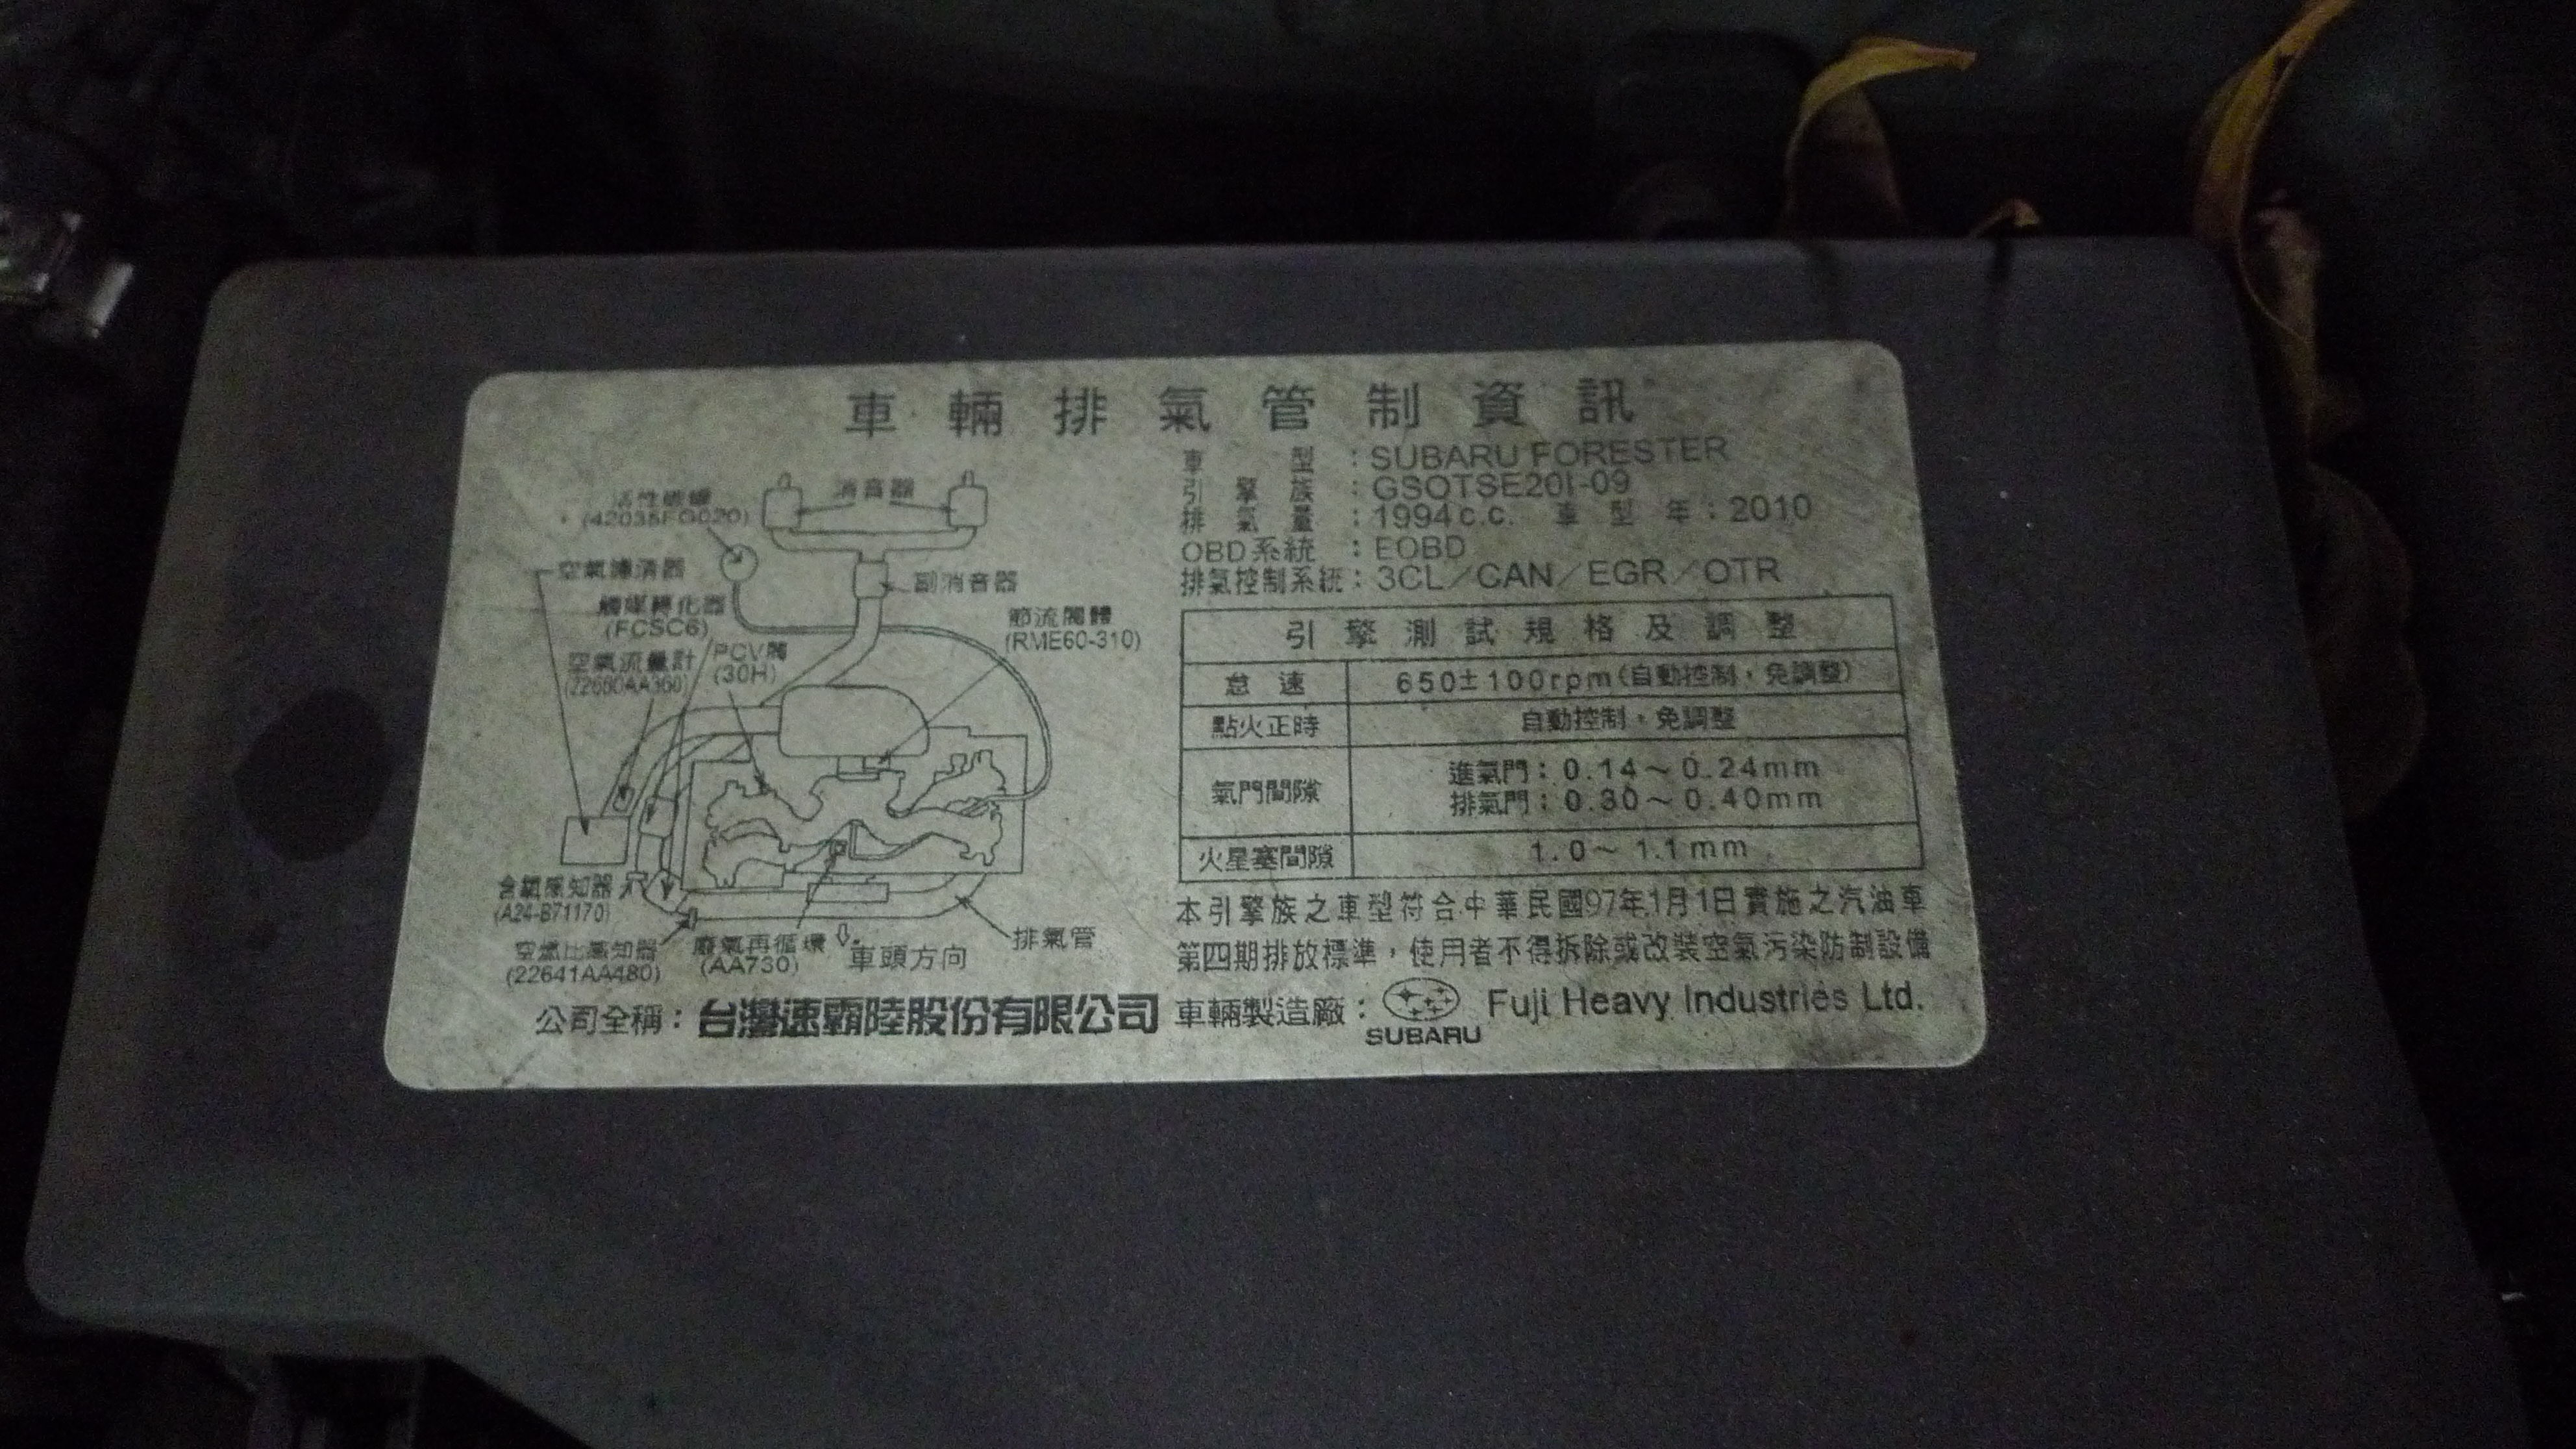 車輛排氣管制資訊
車型：SUBARU FORESTER
引擎族：GSOTSE20I-09
排氣量：1994c.c. 車型年：2010
OBD系統：EOBD
排氣控制系統：3CL／CAN／EGR／OTR
引擎測試規格及調整
怠速 650±100rpm(自動控制，免調整)
點火正時 自動控制，免調整
氣門間隙 進氣門：0.14～0.24mm
排氣門：0.30～0.40mm
火星塞間隙 1.0～1.1mm
本引擎族之車型符合中華民國97年1月1日實施之汽油車
第四期排放標準，使用者不得拆除或改裝空氣污染防制設備
活性碳罐
(42035FG020)
消音器
空氣濾清器
副消音器
觸媒轉化器
(FCSC6)
節流閥體
(RME60-310)
空氣流量計
(22680AA360)
PCV閥
(30H)
含氧感知器
(A24-B71170)
空燃比感知器
(22641AA480)
廢氣再循環
(AA730)
車頭方向
排氣管
公司全稱：台灣速霸陸股份有限公司
車輛製造廠：SUBARU Fuji Heavy Industries Ltd.